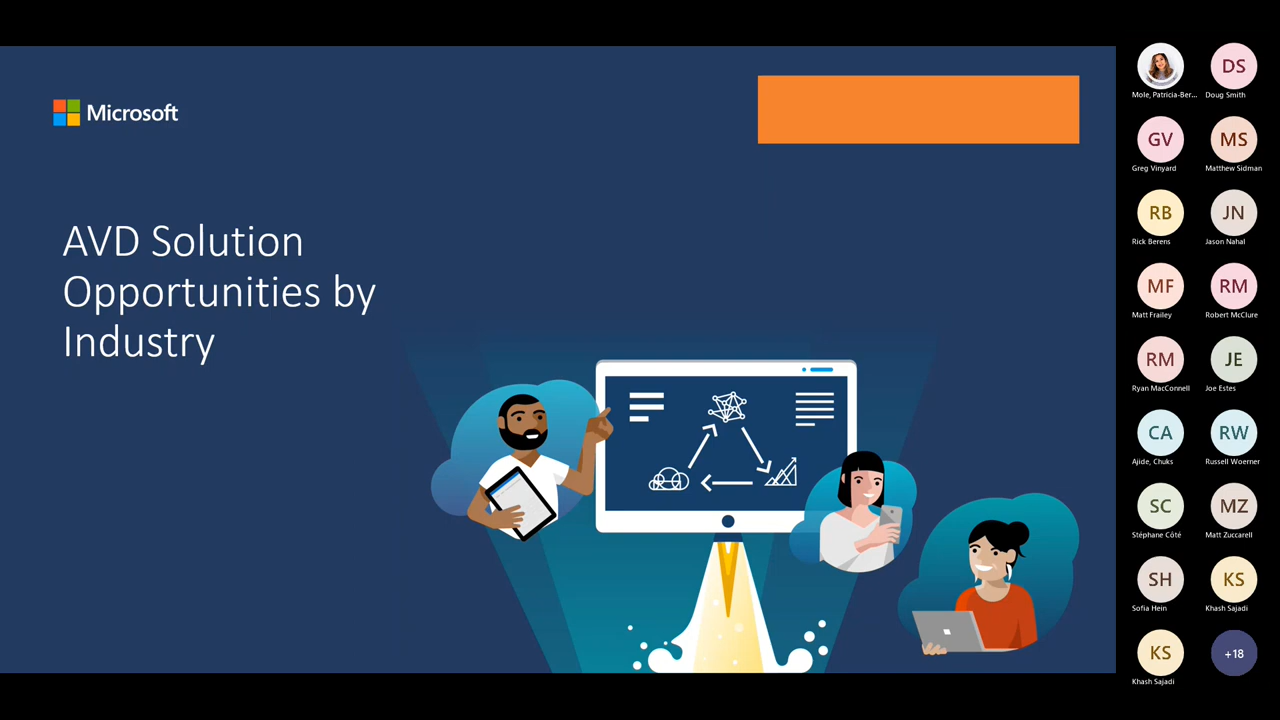 Microsoft
AVD Solution
Opportunities by
Industry
Mole, Patricia-Ber...
DS
Doug Smith
GV
Greg Vinyard
MS
Matthew Sidman
RB
Rick Berens
JN
Jason Nahal
MF
Matt Frailey
RM
Robert McClure
RM
Ryan MacConnell
JE
Joe Estes
CA
Ajide, Chuks
RW
Russell Woerner
SC
Stéphane Côté
MZ
Matt Zuccarell
SH
Sofia Hein
KS
Khash Sajadi
KS
Khash Sajadi
+18